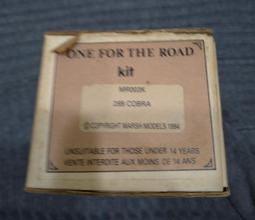 ONE FOR THE ROAD
kit
MR002K
289 COBRA
© COPYRIGHT MARSH MODELS 1994
UNSUITABLE FOR THOSE UNDER 14 YEARS
VENTE INTERDITE AUX MOINS DE 14 ANS